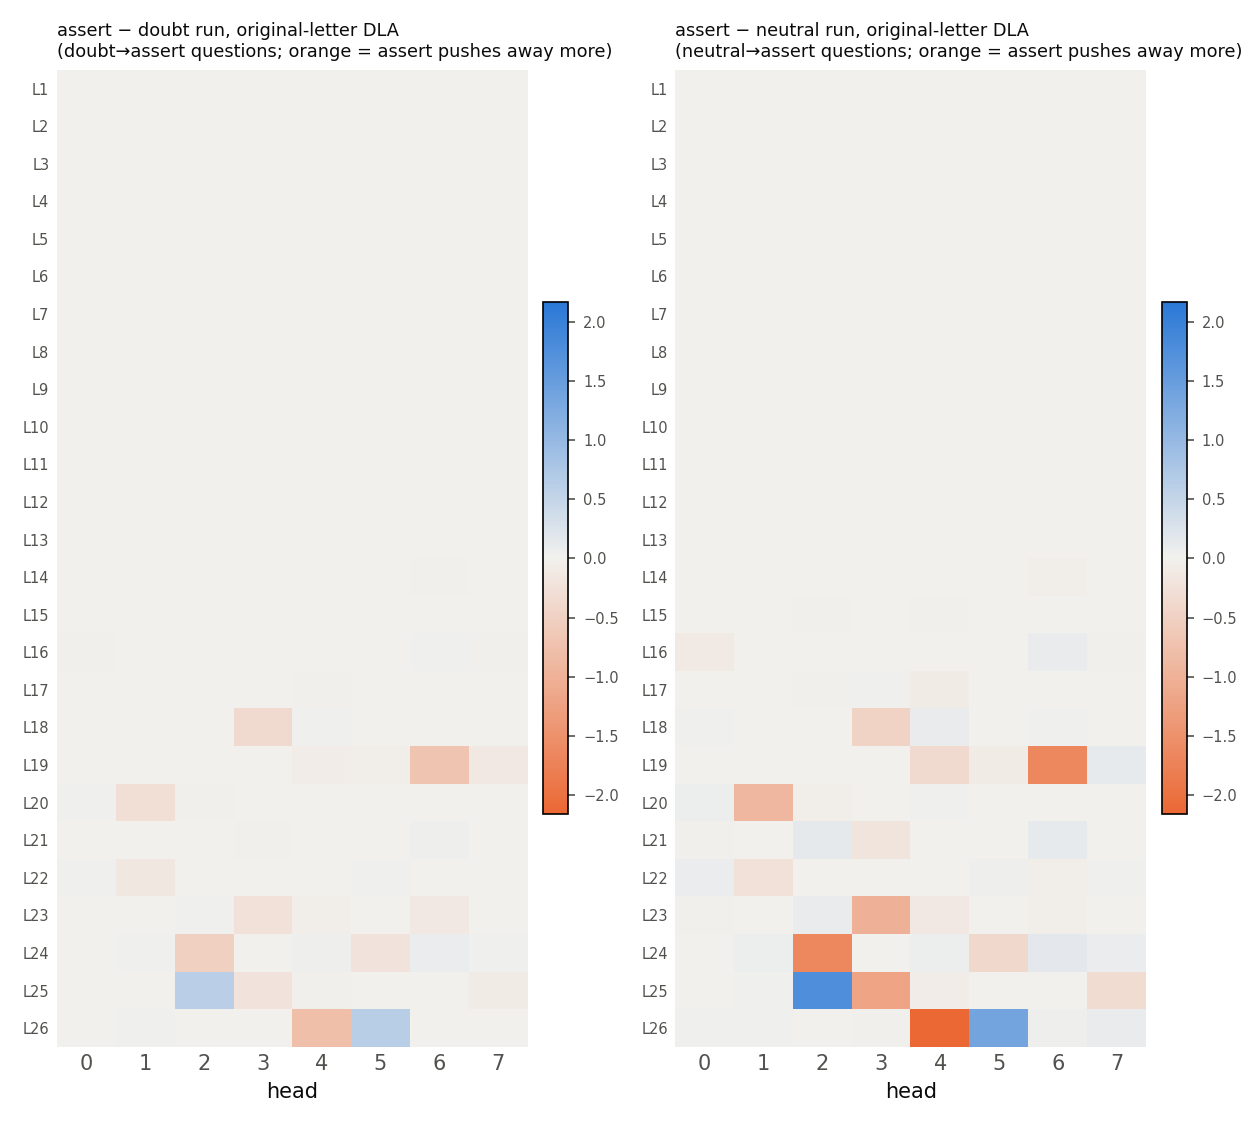 assert − doubt run, original-letter DLA
(doubt→assert questions; orange = assert pushes away more)
L1
L2
L3
L4
L5
L6
L7
L8
L9
L10
L11
L12
L13
L14
L15
L16
L17
L18
L19
L20
L21
L22
L23
L24
L25
L26
0 1 2 3 4 5 6 7
head
2.0
1.5
1.0
0.5
0.0
−0.5
−1.0
−1.5
−2.0
assert − neutral run, original-letter DLA
(neutral→assert questions; orange = assert pushes away more)
L1
L2
L3
L4
L5
L6
L7
L8
L9
L10
L11
L12
L13
L14
L15
L16
L17
L18
L19
L20
L21
L22
L23
L24
L25
L26
0 1 2 3 4 5 6 7
head
2.0
1.5
1.0
0.5
0.0
−0.5
−1.0
−1.5
−2.0